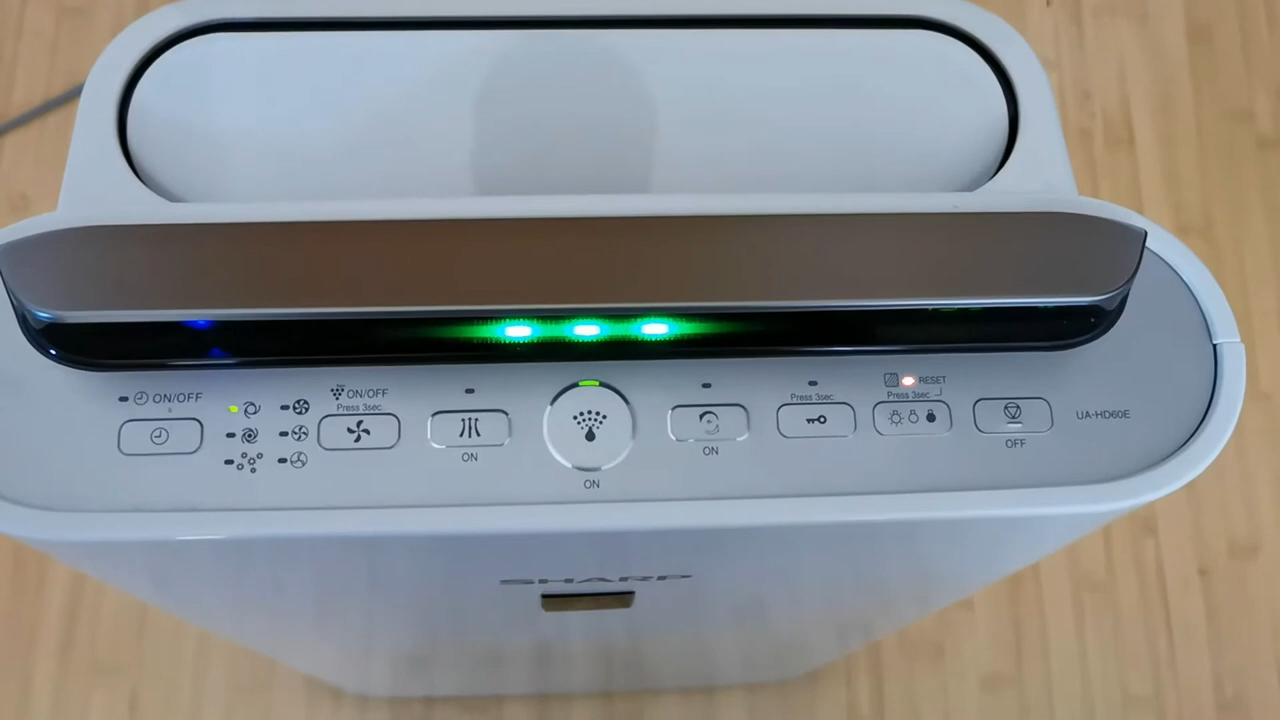 ON/OFF
ON/OFF
Press 3sec.
ON
ON
ON
Press 3sec.
RESET
Press 3sec.
OFF
UA-HD60E
SHARP